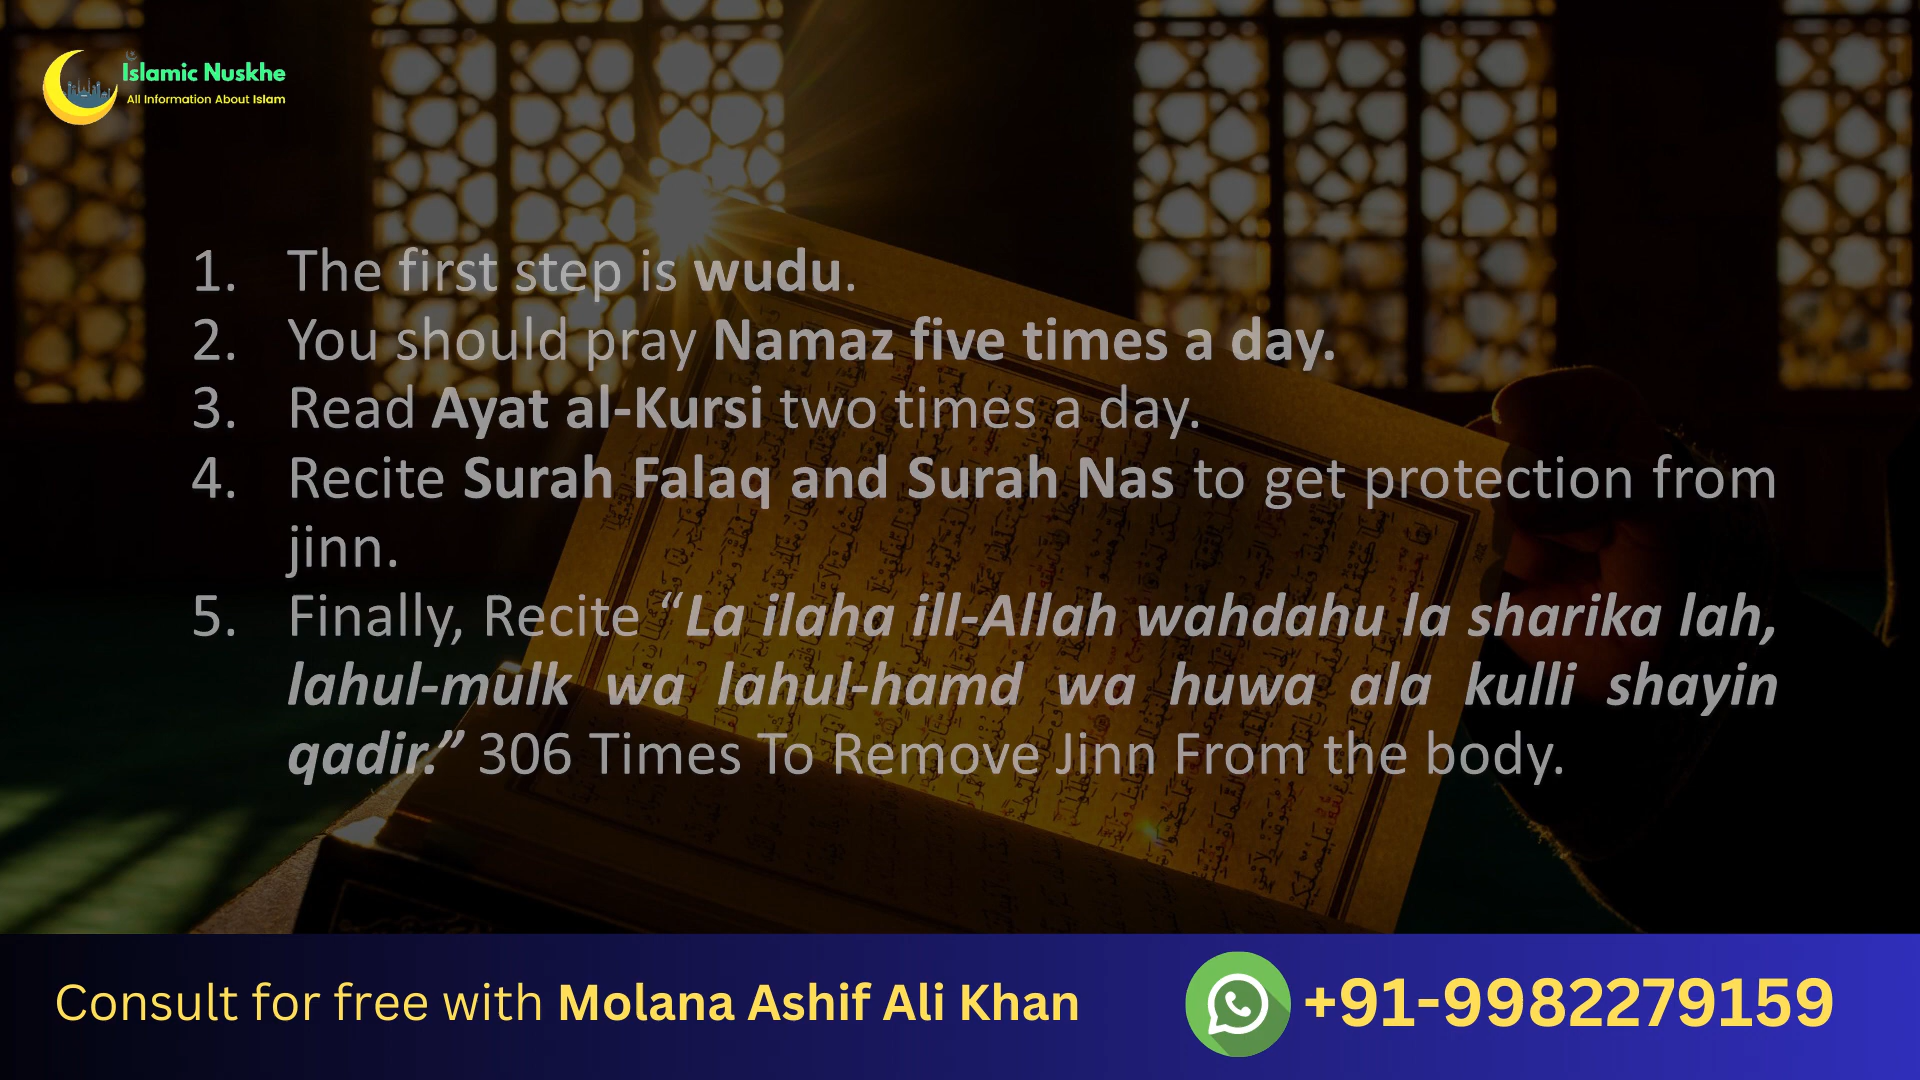 Islamic Nuskhe
All Information About Islam
1. The first step is wudu.
2. You should pray Namaz five times a day.
3. Read Ayat al-Kursi two times a day.
4. Recite Surah Falaq and Surah Nas to get protection from
jinn.
5. Finally, Recite “La ilaha ill-Allah wahdahu la sharika lah,
lahul-mulk wa lahul-hamd wa huwa ala kulli shayin
qadir.” 306 Times To Remove Jinn From the body.
Consult for free with Molana Ashif Ali Khan
+91-9982279159